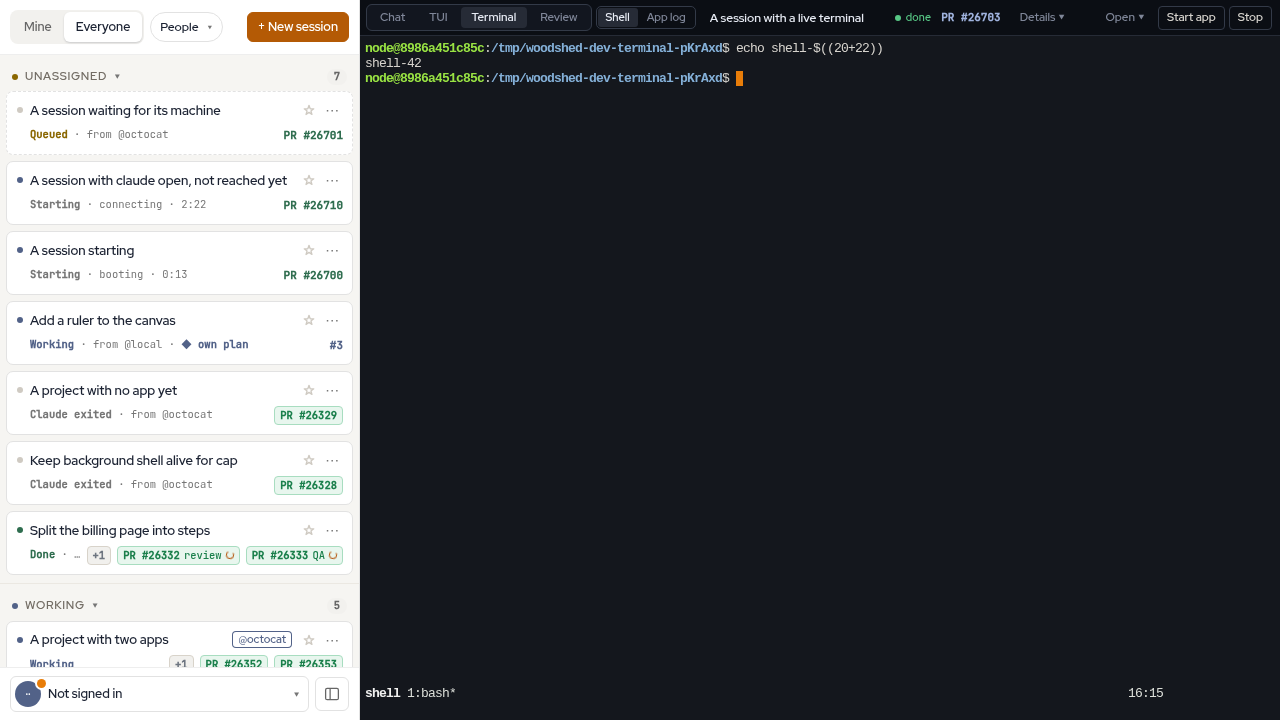 Mine Everyone People ▾ + New session
UNASSIGNED ▾ 7
A session waiting for its machine ☆ ···
Queued · from @octocat PR #26701
A session with claude open, not reached yet ☆ ···
Starting · connecting · 2:22 PR #26710
A session starting ☆ ···
Starting · booting · 0:13 PR #26700
Add a ruler to the canvas ☆ ···
Working · from @local · ◆ own plan #3
A project with no app yet ☆ ···
Claude exited · from @octocat PR #26329
Keep background shell alive for cap ☆ ···
Claude exited · from @octocat PR #26328
Split the billing page into steps ☆ ···
Done · … +1 PR #26332 review PR #26333 QA
WORKING ▾ 5
A project with two apps @octocat ☆ ···
Working +1 PR #26352 PR #26353
Not signed in ▾
Chat TUI Terminal Review Shell App log A session with a live terminal done PR #26703 Details ▾ Open ▾ Start app Stop
node@8986a451c85c:/tmp/woodshed-dev-terminal-pKrAxd$ echo shell-$((20+22))
shell-42
node@8986a451c85c:/tmp/woodshed-dev-terminal-pKrAxd$
shell 1:bash* 16:15